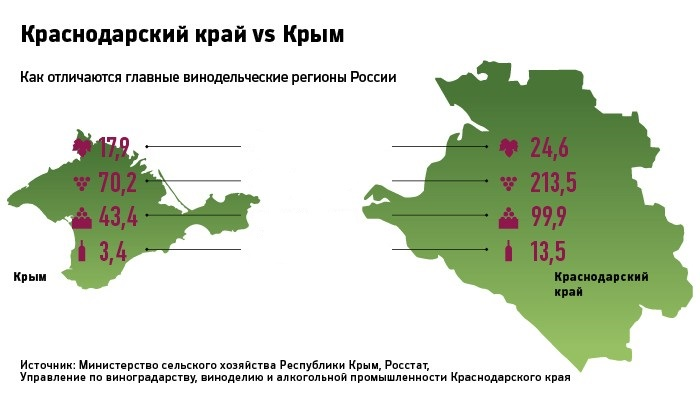 Краснодарский край vs Крым
Как отличаются главные винодельческие регионы России
17,9
24,6
70,2
213,5
43,4
99,9
3,4
13,5
Крым
Краснодарский
край
Источник: Министерство сельского хозяйства Республики Крым, Росстат,
Управление по виноградарству, виноделию и алкогольной промышленности Краснодарского края